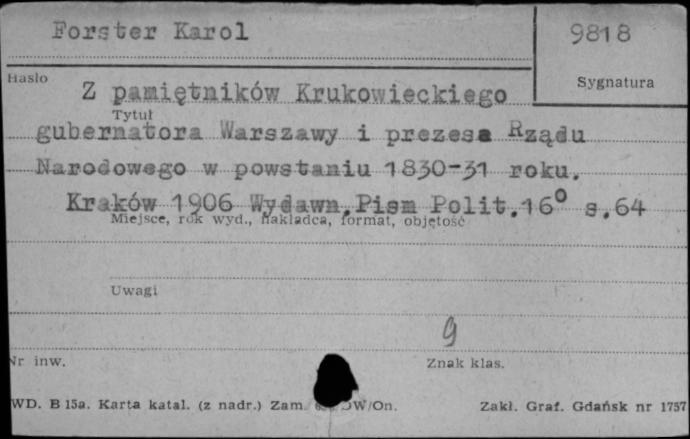 Forster Karol
9818
Hasło
Sygnatura
Z pamiętników Krukowieckiego
Tytuł
gubernatora Warszawy i prezesa Rządu
Narodowego w powstaniu 1830-31 roku.
Kraków 1906 Wydawn.Pism Polit.16° s.64
Miejsce, rok wyd., nakładca, format, objętość
Uwagi
9
Nr inw.
Znak klas.
WD. B 15a. Karta katal. (z nadr.) Zam. OW/On.
Zakł. Graf. Gdańsk nr 1757